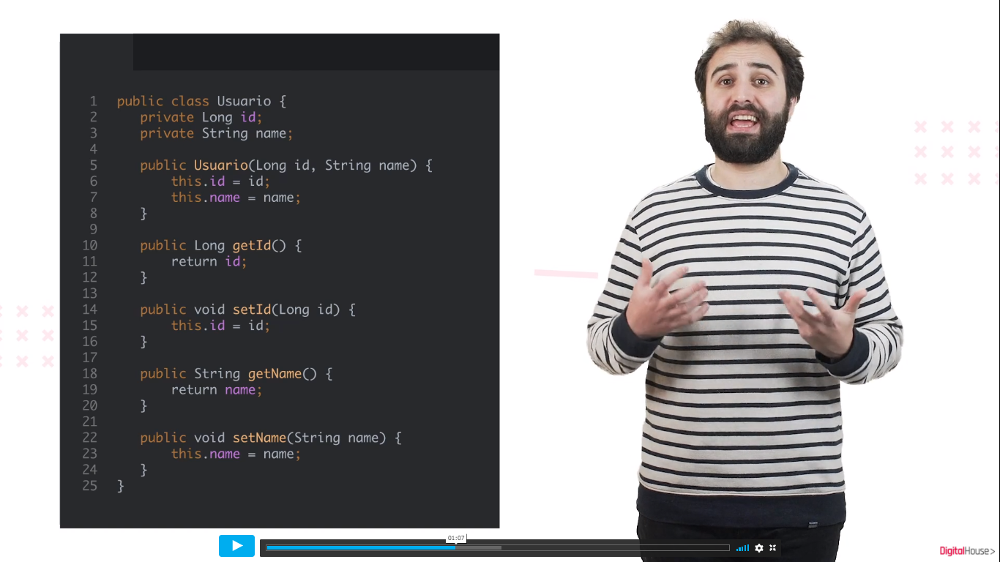 1 public class Usuario {
2 private Long id;
3 private String name;
4
5 public Usuario(Long id, String name) {
6 this.id = id;
7 this.name = name;
8 }
9
10 public Long getId() {
11 return id;
12 }
13
14 public void setId(Long id) {
15 this.id = id;
16 }
17
18 public String getName() {
19 return name;
20 }
21
22 public void setName(String name) {
23 this.name = name;
24 }
25 }
01:07
DigitalHouse>